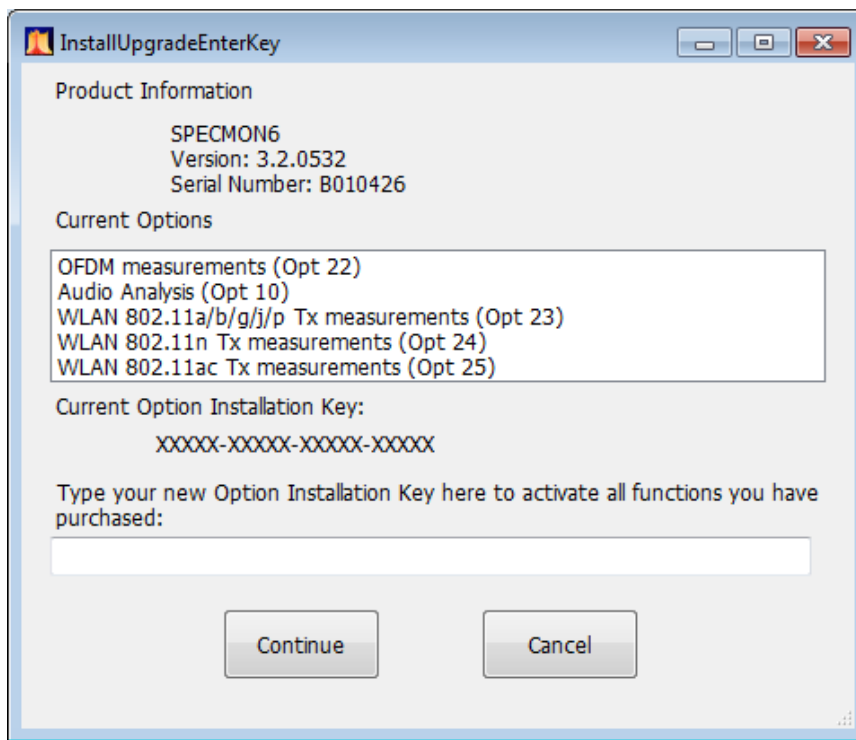 InstallUpgradeEnterKey
Product Information
SPECMON6
Version: 3.2.0532
Serial Number: B010426
Current Options
OFDM measurements (Opt 22)
Audio Analysis (Opt 10)
WLAN 802.11a/b/g/j/p Tx measurements (Opt 23)
WLAN 802.11n Tx measurements (Opt 24)
WLAN 802.11ac Tx measurements (Opt 25)
Current Option Installation Key:
XXXXX-XXXXX-XXXXX-XXXXX
Type your new Option Installation Key here to activate all functions you have
purchased:
Continue
Cancel